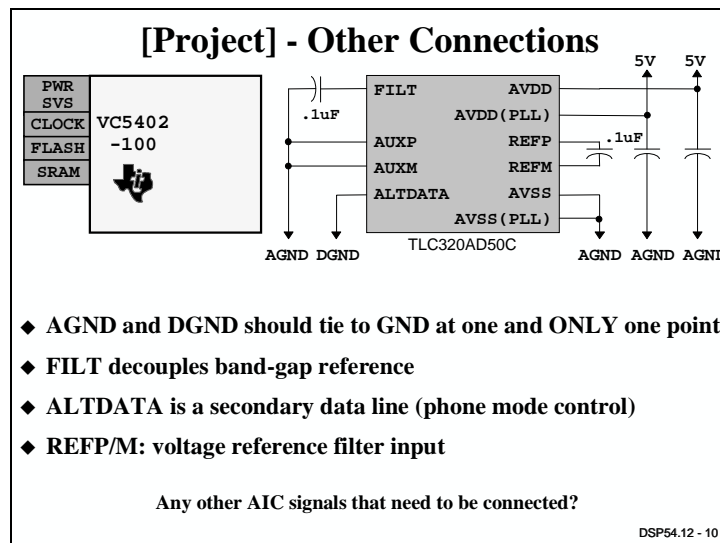 [Project] - Other Connections
PWR
SVS
CLOCK
FLASH
SRAM
VC5402
-100
.1uF
FILT
AUXP
AUXM
ALTDATA
AVDD
AVDD(PLL)
REFP
REFM
AVSS
AVSS(PLL)
TLC320AD50C
5V 5V
.1uF
AGND DGND
AGND AGND AGND
◆ AGND and DGND should tie to GND at one and ONLY one point
◆ FILT decouples band-gap reference
◆ ALTDATA is a secondary data line (phone mode control)
◆ REFP/M: voltage reference filter input
Any other AIC signals that need to be connected?
DSP54.12 - 10